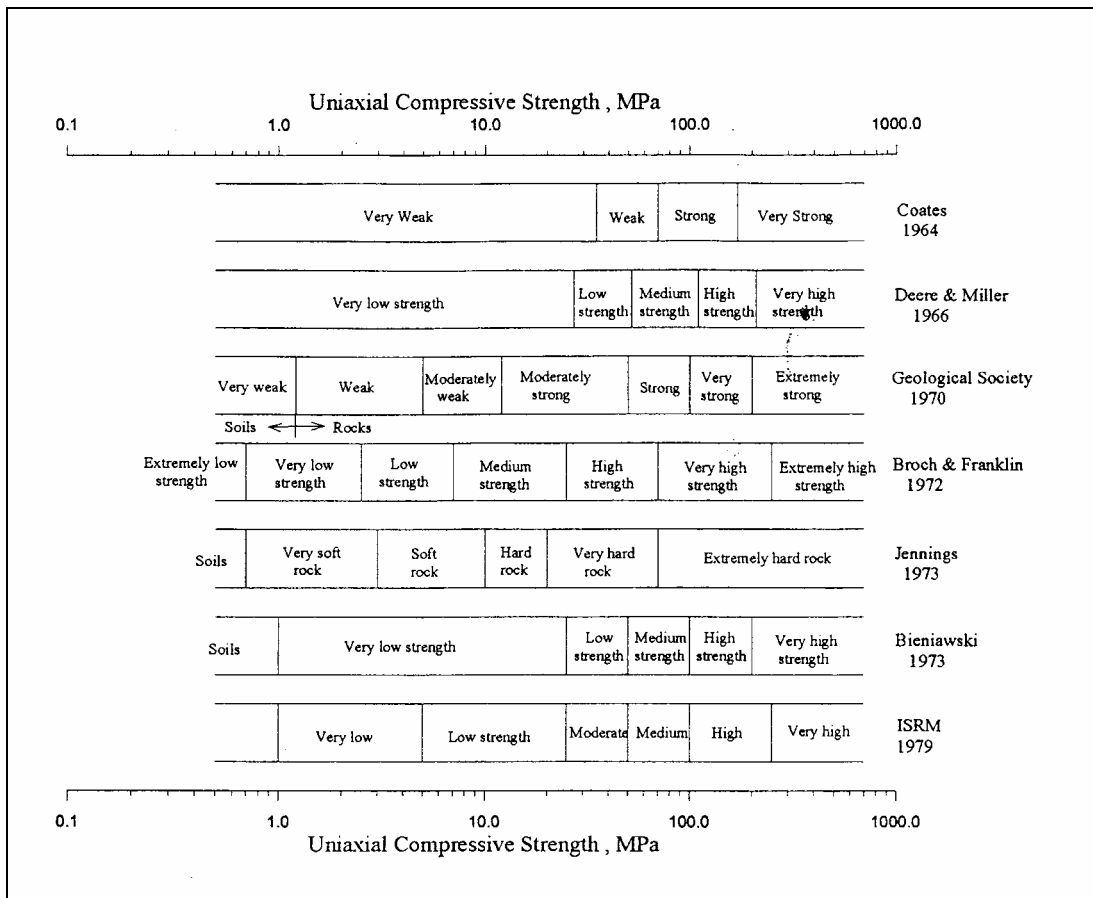 Uniaxial Compressive Strength , MPa
0.1 1.0 10.0 100.0 1000.0
Very Weak Weak Strong Very Strong
Coates
1964
Very low strength
Low
strength
Medium
strength
High
strength
Very high
strength
Deere & Miller
1966
Very weak
Weak
Moderately
weak
Moderately
strong
Strong
Very
strong
Extremely
strong
Geological Society
1970
Soils Rocks
Extremely low
strength
Very low
strength
Low
strength
Medium
strength
High
strength
Very high
strength
Extremely high
strength
Broch & Franklin
1972
Soils
Very soft
rock
Soft
rock
Hard
rock
Very hard
rock
Extremely hard rock
Jennings
1973
Soils
Very low strength
Low
strength
Medium
strength
High
strength
Very high
strength
Bieniawski
1973
Very low
Low strength
Moderate
Medium
High
Very high
ISRM
1979
0.1 1.0 10.0 100.0 1000.0
Uniaxial Compressive Strength , MPa